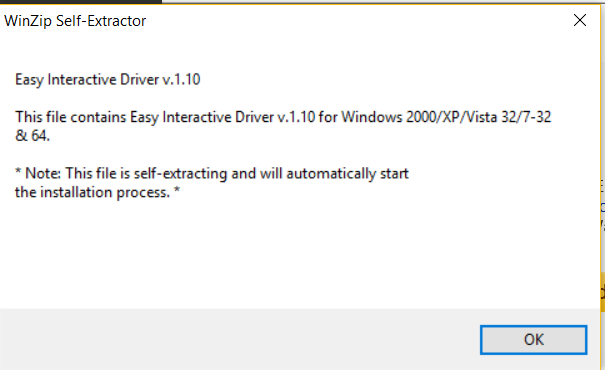 WinZip Self-Extractor
Easy Interactive Driver v.1.10
This file contains Easy Interactive Driver v.1.10 for Windows 2000/XP/Vista 32/7-32
& 64.
* Note: This file is self-extracting and will automatically start
the installation process. *
OK